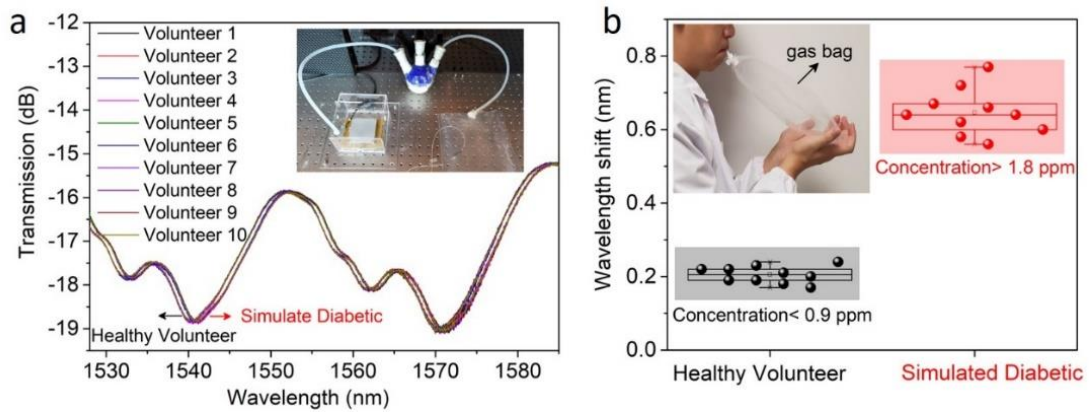 a
Transmission (dB)
-12
-13
-14
-15
-16
-17
-18
-19
Volunteer 1
Volunteer 2
Volunteer 3
Volunteer 4
Volunteer 5
Volunteer 6
Volunteer 7
Volunteer 8
Volunteer 9
Volunteer 10
Simulate Diabetic
Healthy Volunteer
1530 1540 1550 1560 1570 1580
Wavelength (nm)
b
Wavelength shift (nm)
0.8
0.6
0.4
0.2
0.0
gas bag
Concentration> 1.8 ppm
Concentration< 0.9 ppm
Healthy Volunteer
Simulated Diabetic